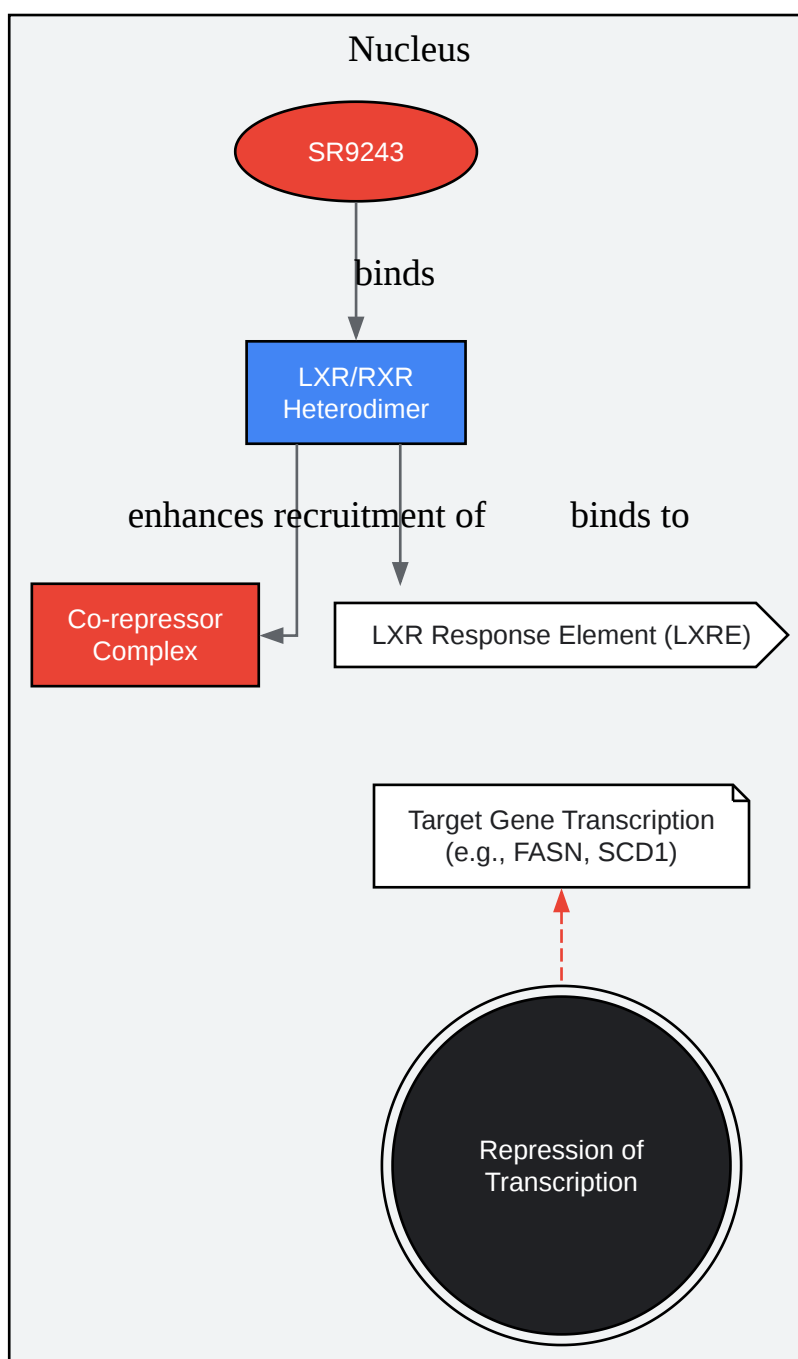 Nucleus
SR9243
binds
LXR/RXR
Heterodimer
enhances recruitment of
binds to
Co-repressor
Complex
LXR Response Element (LXRE)
Target Gene Transcription
(e.g., FASN, SCD1)
Repression of
Transcription